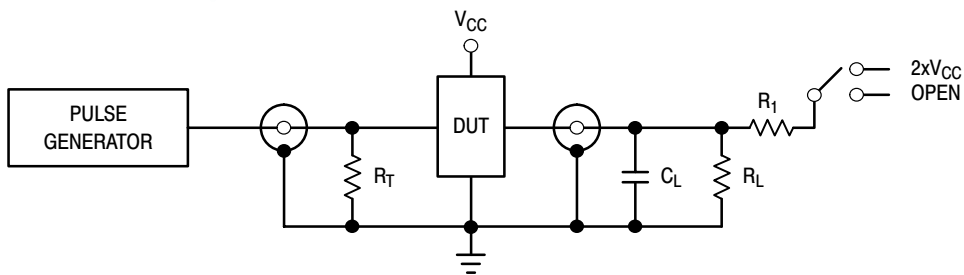 V_CC
2xV_CC
OPEN
R_1
PULSE
GENERATOR
DUT
R_T
C_L
R_L